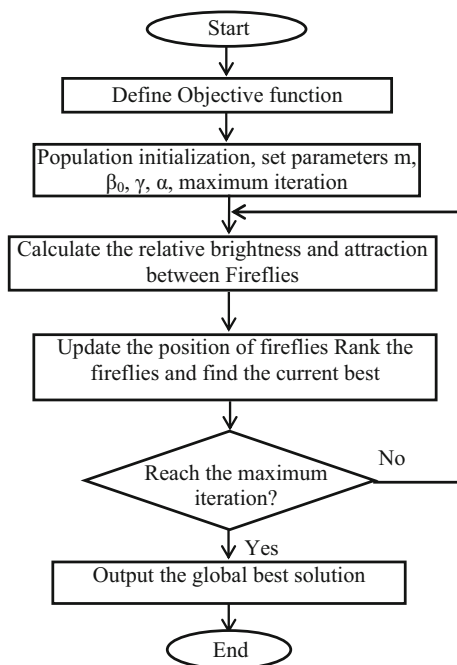 Start
Define Objective function
Population initialization, set parameters m,
β₀, γ, α, maximum iteration
Calculate the relative brightness and attraction
between Fireflies
Update the position of fireflies Rank the
fireflies and find the current best
Reach the maximum
iteration?
No
Yes
Output the global best solution
End